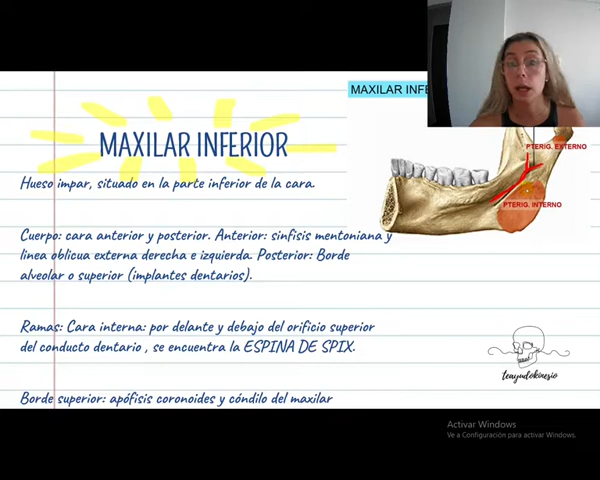 MAXILAR INFE
PTERIG. EXTERNO
PTERIG. INTERNO
MAXILAR INFERIOR
Hueso impar, situado en la parte inferior de la cara.
Cuerpo: cara anterior y posterior. Anterior: sínfisis mentoniana y
linea oblicua externa derecha e izquierda. Posterior: Borde
alveolar o superior (implantes dentarios).
Ramas: Cara interna: por delante y debajo del orificio superior
del conducto dentario , se encuentra la ESPINA DE SPIX.
Borde superior: apófisis coronoides y cóndilo del maxilar
teayudokinesio
Activar Windows
Ve a Configuración para activar Windows.